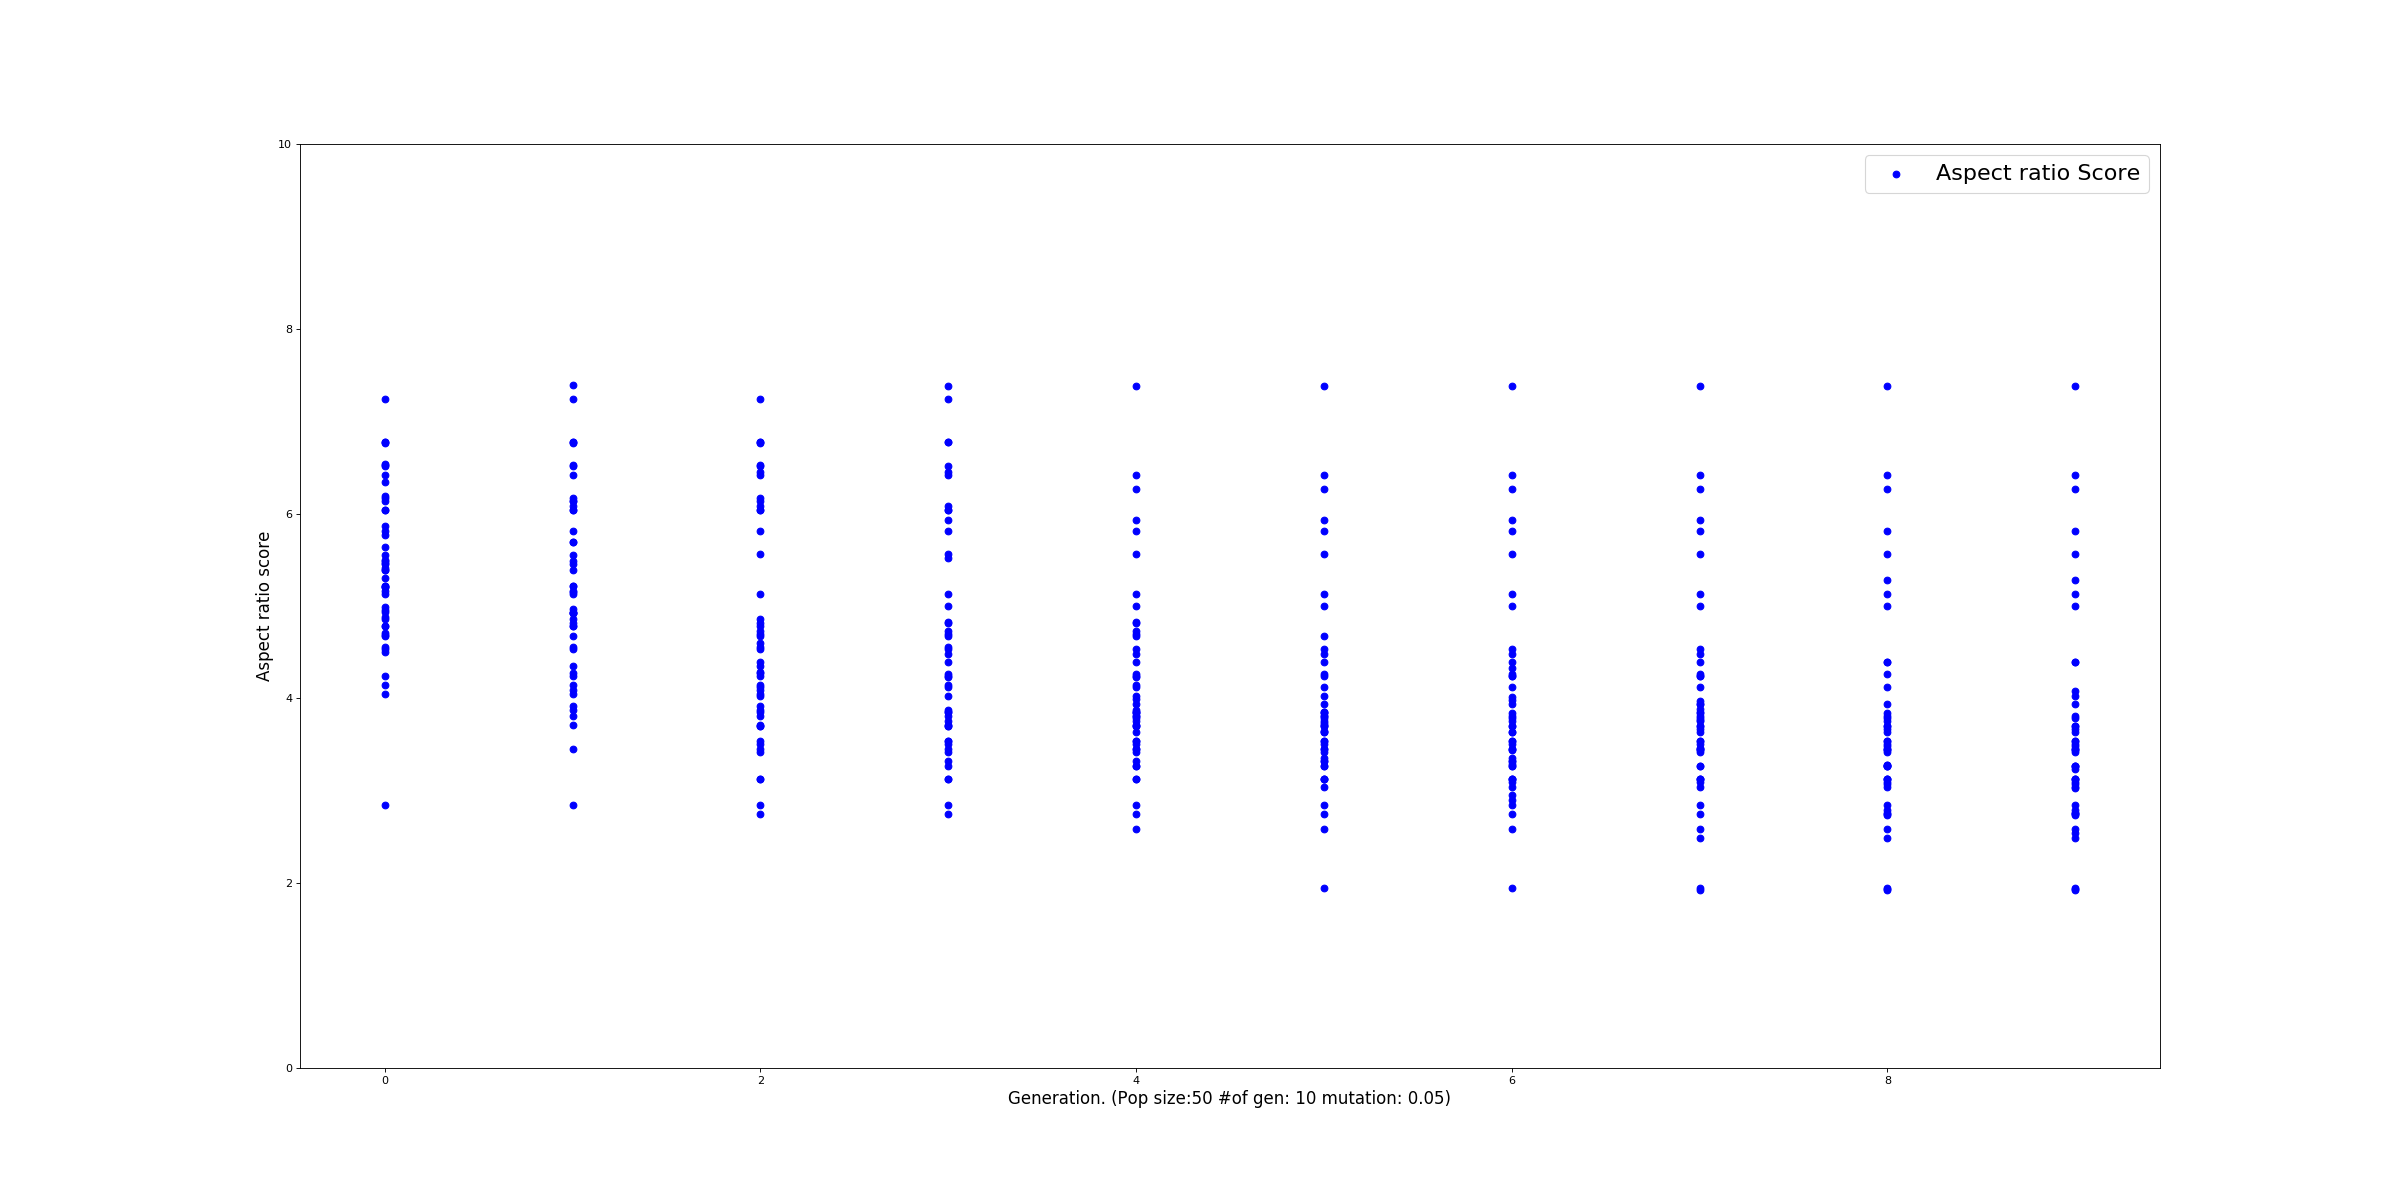 10
Aspect ratio Score
8
6
4
2
0
Aspect ratio score
0 2 4 6 8
Generation. (Pop size:50 #of gen: 10 mutation: 0.05)